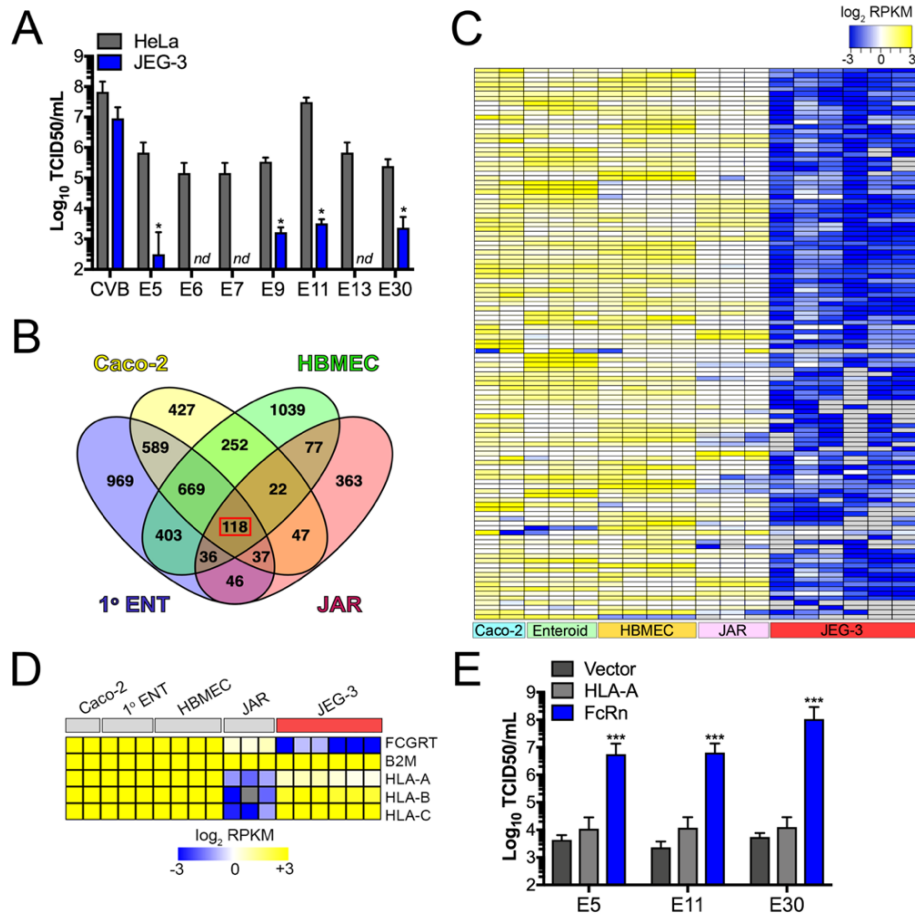 A
HeLa
JEG-3
Log10 TCID50/mL
9
8
7
6
5
4
3
2
*
nd
nd
*
*
nd
*
CVB E5 E6 E7 E9 E11 E13 E30
B
Caco-2
HBMEC
427
1039
589
252
77
969
669
22
363
118
403
47
36
37
46
1º ENT
JAR
C
log2 RPKM
-3 0 3
Caco-2 Enteroid HBMEC JAR JEG-3
D
Caco-2 1º ENT HBMEC JAR JEG-3
FCGRT
B2M
HLA-A
HLA-B
HLA-C
log2 RPKM
-3 0 +3
E
Vector
HLA-A
FcRn
Log10 TCID50/mL
10
9
8
7
6
5
4
3
2
***
***
***
E5 E11 E30